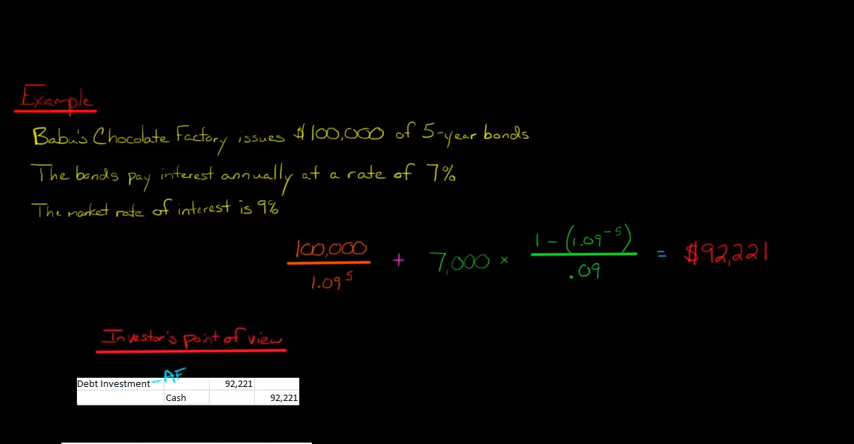 Example
Babu's Chocolate Factory issues $100,000 of 5-year bonds
The bonds pay interest annually at a rate of 7%
The market rate of interest is 9%
100,000 / 1.09^5 + 7,000 × 1 - (1.09^-5) / .09 = $92,221
Investor's point of view
Debt Investment - AF 92,221
Cash 92,221